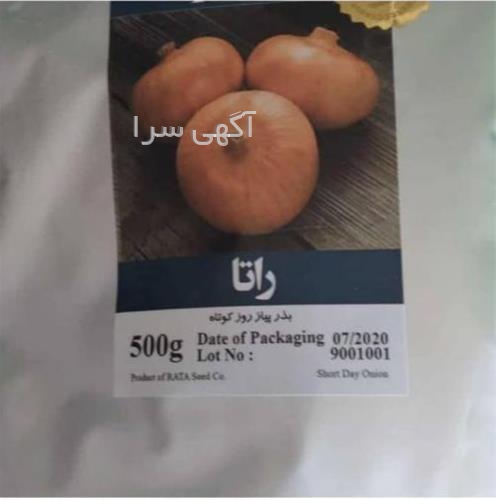 آگهی سرا
راتا
بذر پیاز روز کوتاه
500g
Date of Packaging 07/2020
Lot No : 9001001
Product of RATA Seed Co.
Short Day Onion